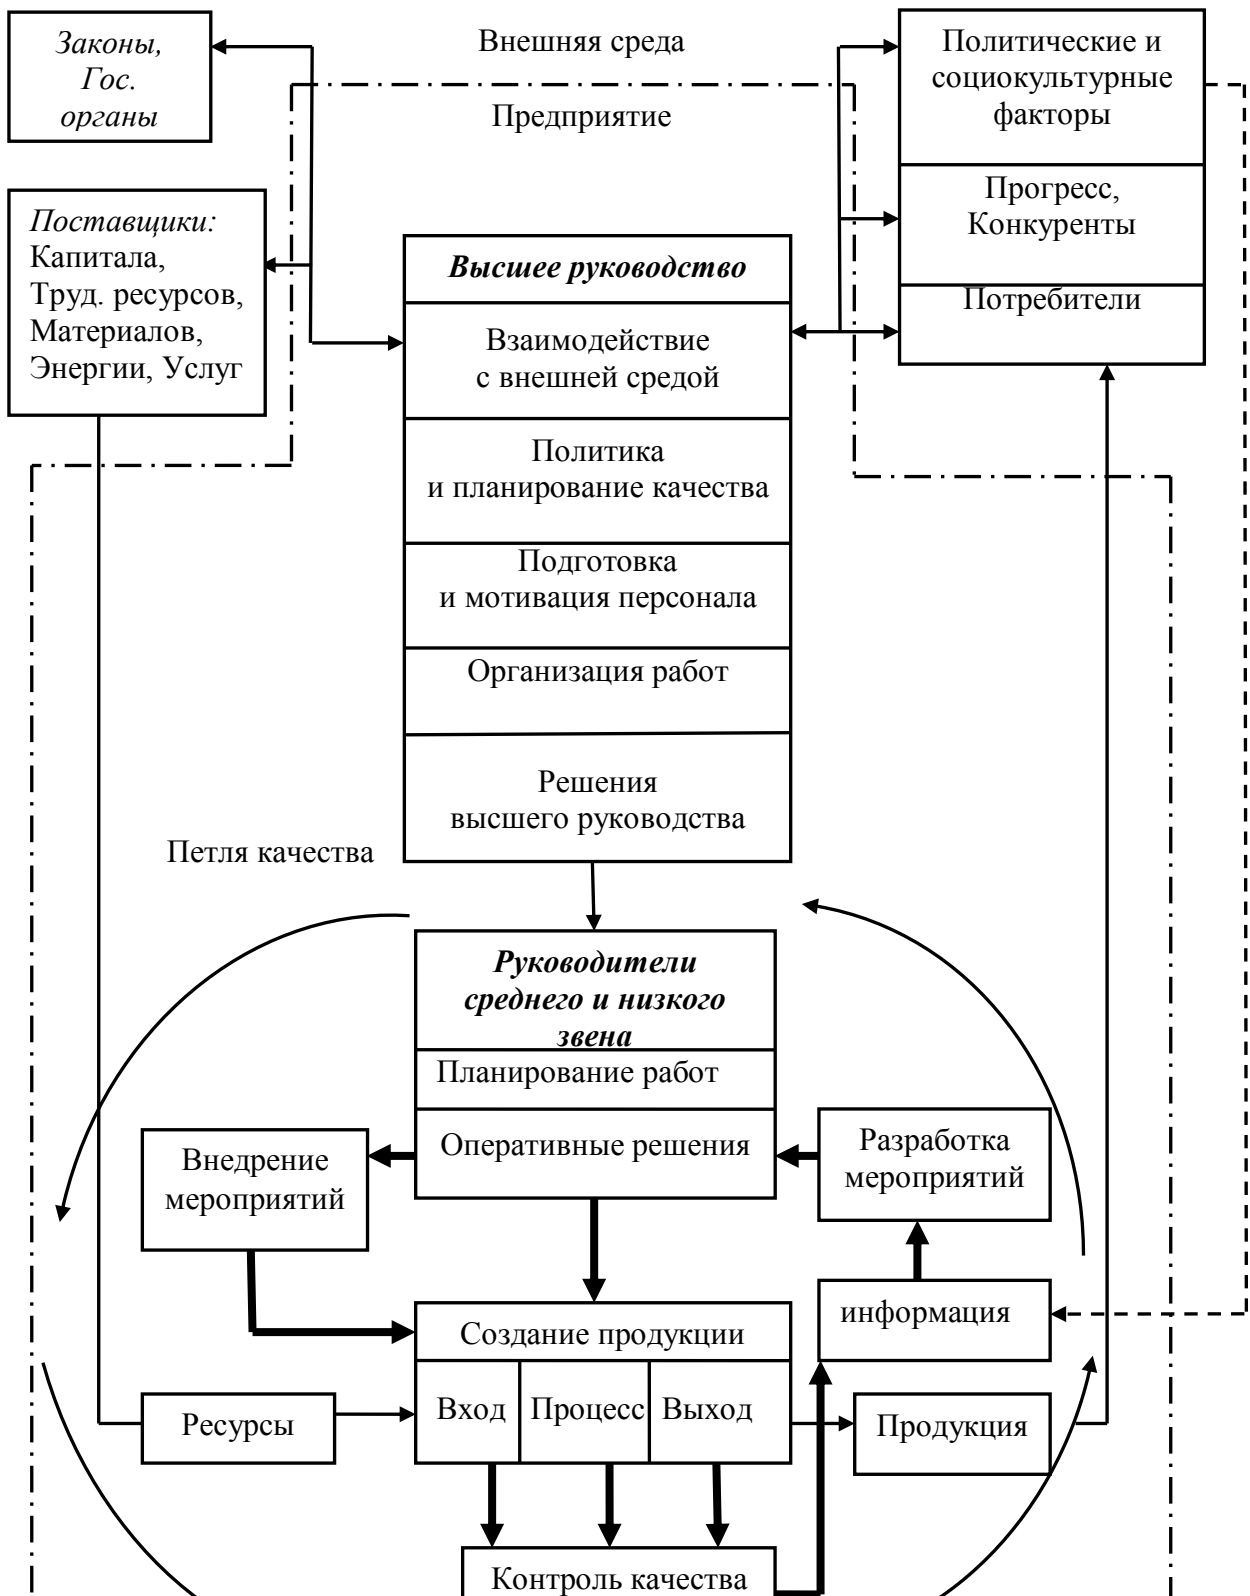 Законы,
Гос.
органы
Внешняя среда
Предприятие
Политические и
социокультурные
факторы
Прогресс,
Конкуренты
Потребители
Поставщики:
Капитала,
Труд. ресурсов,
Материалов,
Энергии, Услуг
Высшее руководство
Взаимодействие
с внешней средой
Политика
и планирование качества
Подготовка
и мотивация персонала
Организация работ
Решения
высшего руководства
Петля качества
Руководители
среднего и низкого
звена
Планирование работ
Оперативные решения
Внедрение
мероприятий
Разработка
мероприятий
информация
Создание продукции
Вход
Процесс
Выход
Ресурсы
Продукция
Контроль качества